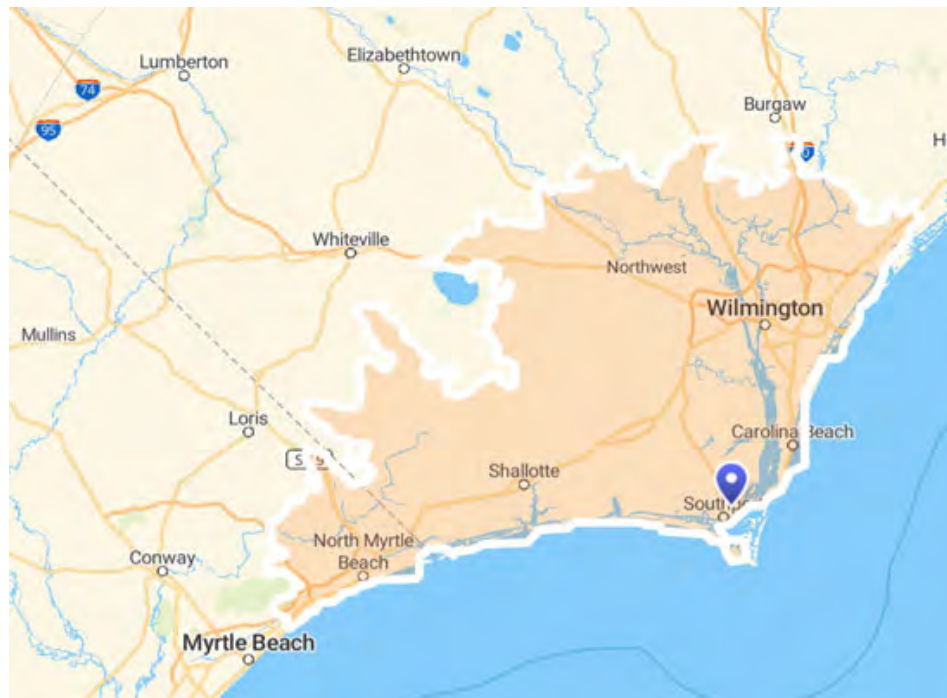 Lumberton
Elizabethtown
74
95
Burgaw
H
Whiteville
Northwest
Wilmington
Mullins
Loris
Carolina Beach
S 9
Shallotte
North Myrtle
Beach
Conway
Myrtle Beach